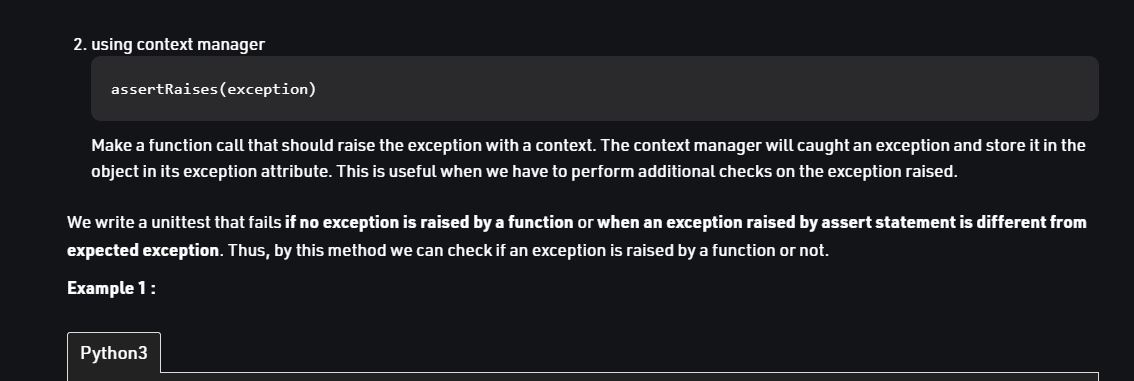 2. using context manager
assertRaises(exception)
Make a function call that should raise the exception with a context. The context manager will caught an exception and store it in the
object in its exception attribute. This is useful when we have to perform additional checks on the exception raised.
We write a unittest that fails if no exception is raised by a function or when an exception raised by assert statement is different from
expected exception. Thus, by this method we can check if an exception is raised by a function or not.
Example 1 :
Python3